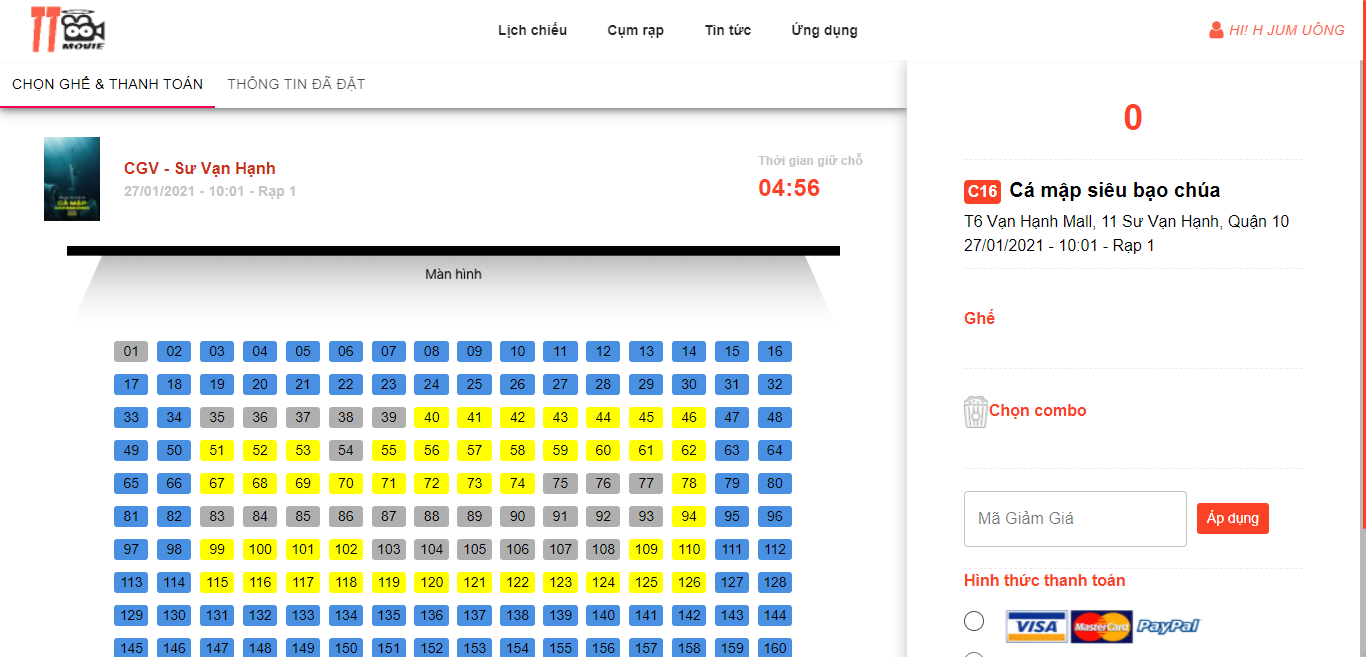 TT MOVIE
Lịch chiếu Cụm rạp Tin tức Ứng dụng
HI! H JUM UÔNG
CHỌN GHẾ & THANH TOÁN THÔNG TIN ĐÃ ĐẶT
CÁ MẬP
CGV - Sư Vạn Hạnh
27/01/2021 - 10:01 - Rạp 1
Thời gian giữ chỗ
04:56
Màn hình
01 02 03 04 05 06 07 08 09 10 11 12 13 14 15 16
17 18 19 20 21 22 23 24 25 26 27 28 29 30 31 32
33 34 35 36 37 38 39 40 41 42 43 44 45 46 47 48
49 50 51 52 53 54 55 56 57 58 59 60 61 62 63 64
65 66 67 68 69 70 71 72 73 74 75 76 77 78 79 80
81 82 83 84 85 86 87 88 89 90 91 92 93 94 95 96
97 98 99 100 101 102 103 104 105 106 107 108 109 110 111 112
113 114 115 116 117 118 119 120 121 122 123 124 125 126 127 128
129 130 131 132 133 134 135 136 137 138 139 140 141 142 143 144
145 146 147 148 149 150 151 152 153 154 155 156 157 158 159 160
0
C16 Cá mập siêu bạo chúa
T6 Vạn Hạnh Mall, 11 Sư Vạn Hạnh, Quận 10
27/01/2021 - 10:01 - Rạp 1
Ghế
Chọn combo
Mã Giảm Giá Áp dụng
Hình thức thanh toán
VISA MasterCard PayPal